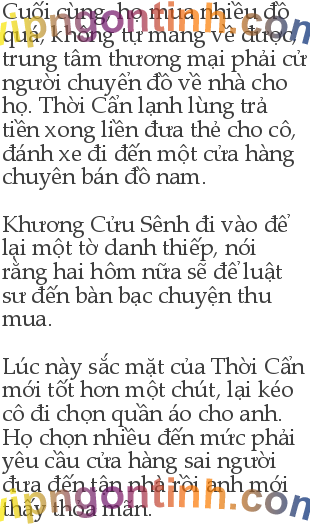 Cuối cùng, họ mua nhiều đồ
quá, không tự mang về được,
trung tâm thương mại phải cử
người chuyển đồ về nhà cho
họ. Thời Cẩn lạnh lùng trả
tiền xong liền đưa thẻ cho cô,
đánh xe đi đến một cửa hàng
chuyên bán đồ nam.
Khương Cửu Sênh đi vào để
lại một tờ danh thiếp, nói
rằng hai hôm nữa sẽ để luật
sư đến bàn bạc chuyện thu
mua.
Lúc này sắc mặt của Thời Cẩn
mới tốt hơn một chút, lại kéo
cô đi chọn quần áo cho anh.
Họ chọn nhiều đến mức phải
yêu cầu cửa hàng sai người
đưa đến tận nhà rồi anh mới
thấy thỏa mãn.